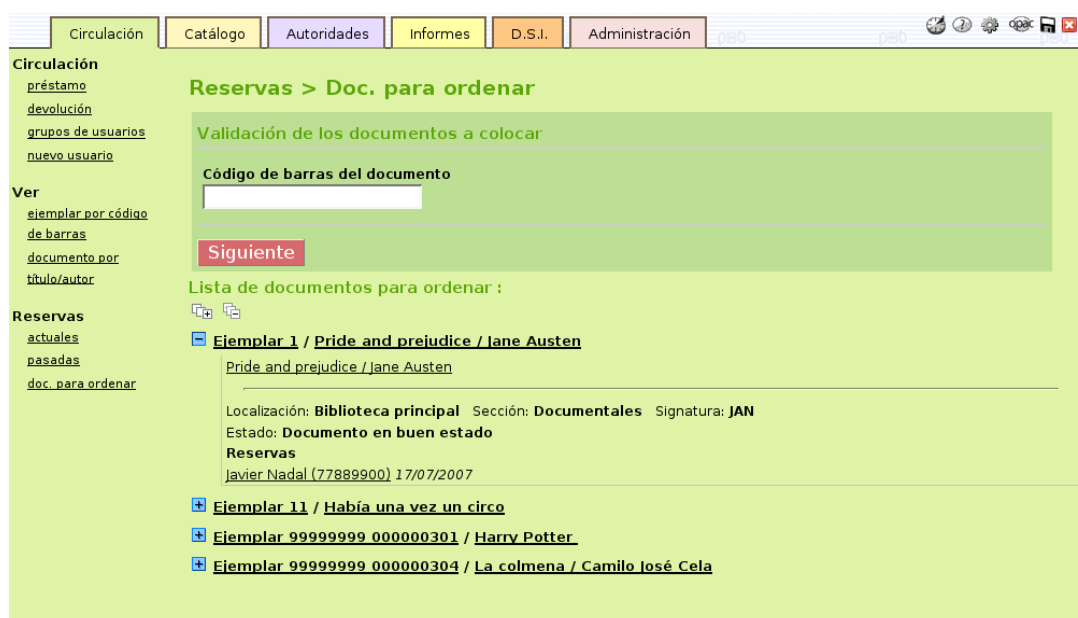 Circulación Catálogo Autoridades Informes D.S.I. Administración pmb pmb opac pmb
Circulación
préstamo
devolución
grupos de usuarios
nuevo usuario
Ver
ejemplar por código
de barras
documento por
título/autor
Reservas
actuales
pasadas
doc. para ordenar
Reservas > Doc. para ordenar
Validación de los documentos a colocar
Código de barras del documento
Siguiente
Lista de documentos para ordenar :
Ejemplar 1 / Pride and prejudice / Jane Austen
Pride and prejudice / Jane Austen
Localización: Biblioteca principal Sección: Documentales Signatura: JAN
Estado: Documento en buen estado
Reservas
Javier Nadal (77889900) 17/07/2007
Ejemplar 11 / Había una vez un circo
Ejemplar 99999999 000000301 / Harry Potter
Ejemplar 99999999 000000304 / La colmena / Camilo José Cela